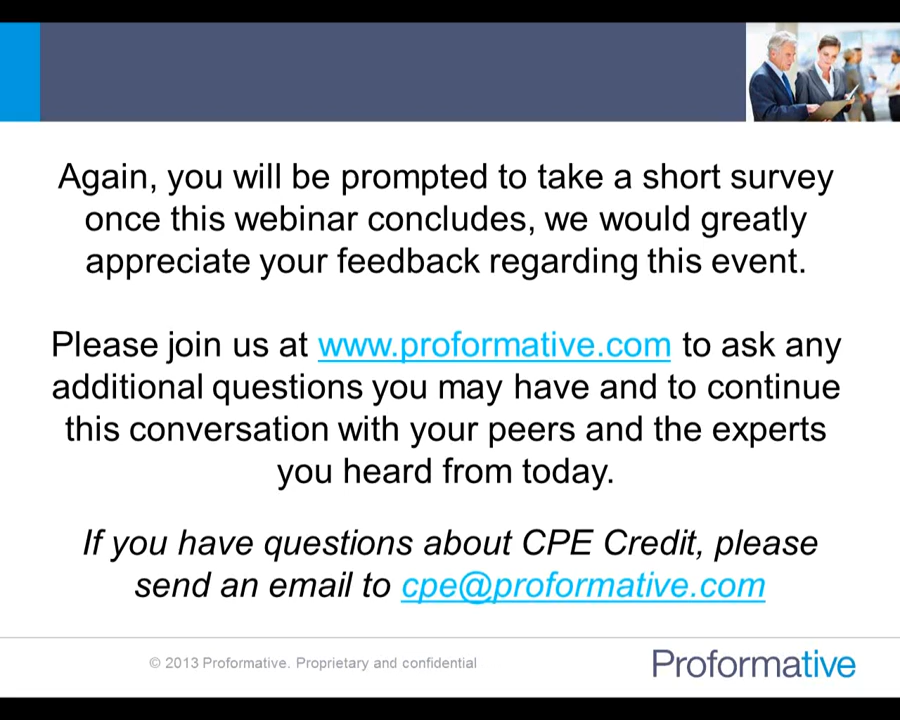 Again, you will be prompted to take a short survey
once this webinar concludes, we would greatly
appreciate your feedback regarding this event.
Please join us at www.proformative.com to ask any
additional questions you may have and to continue
this conversation with your peers and the experts
you heard from today.
If you have questions about CPE Credit, please
send an email to cpe@proformative.com
© 2013 Proformative. Proprietary and confidential
Proformative